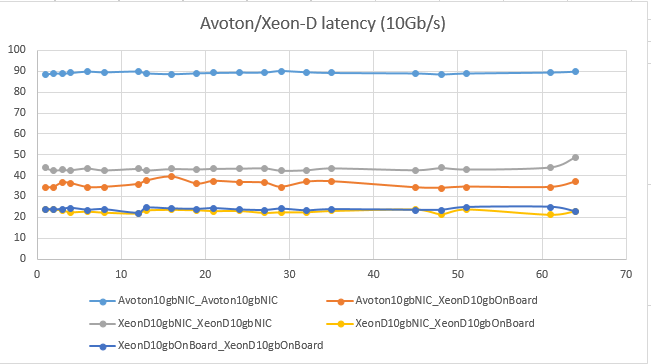 Avoton/Xeon-D latency (10Gb/s)
100
90
80
70
60
50
40
30
20
10
0
0 10 20 30 40 50 60 70
Avoton10gbNIC_Avoton10gbNIC Avoton10gbNIC_XeonD10gbOnBoard
XeonD10gbNIC_XeonD10gbNIC XeonD10gbNIC_XeonD10gbOnBoard
XeonD10gbOnBoard_XeonD10gbOnBoard